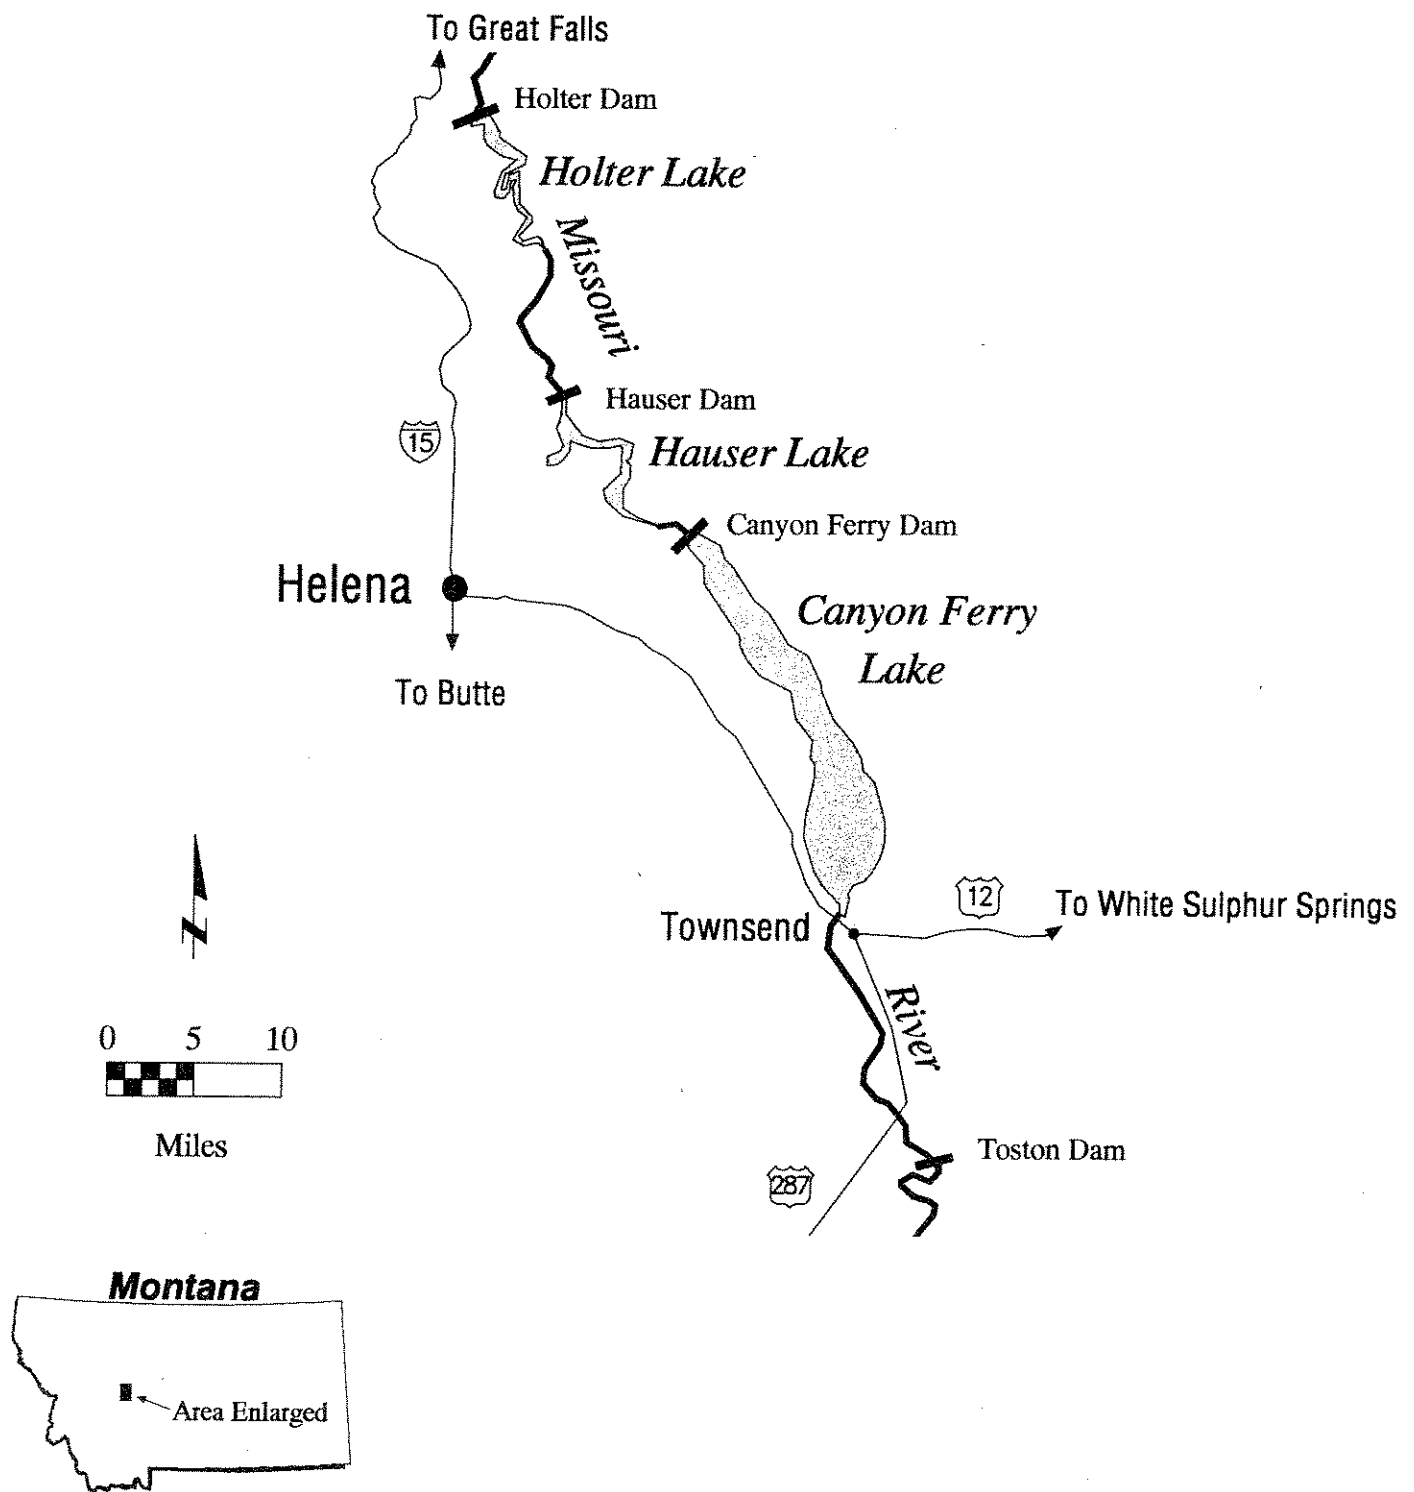 To Great Falls
Holter Dam
Holter Lake
Missouri
Hauser Dam
15
Hauser Lake
Canyon Ferry Dam
Helena
Canyon Ferry
Lake
To Butte
12
To White Sulphur Springs
Townsend
N
River
0 5 10
Miles
Toston Dam
287
Montana
Area Enlarged